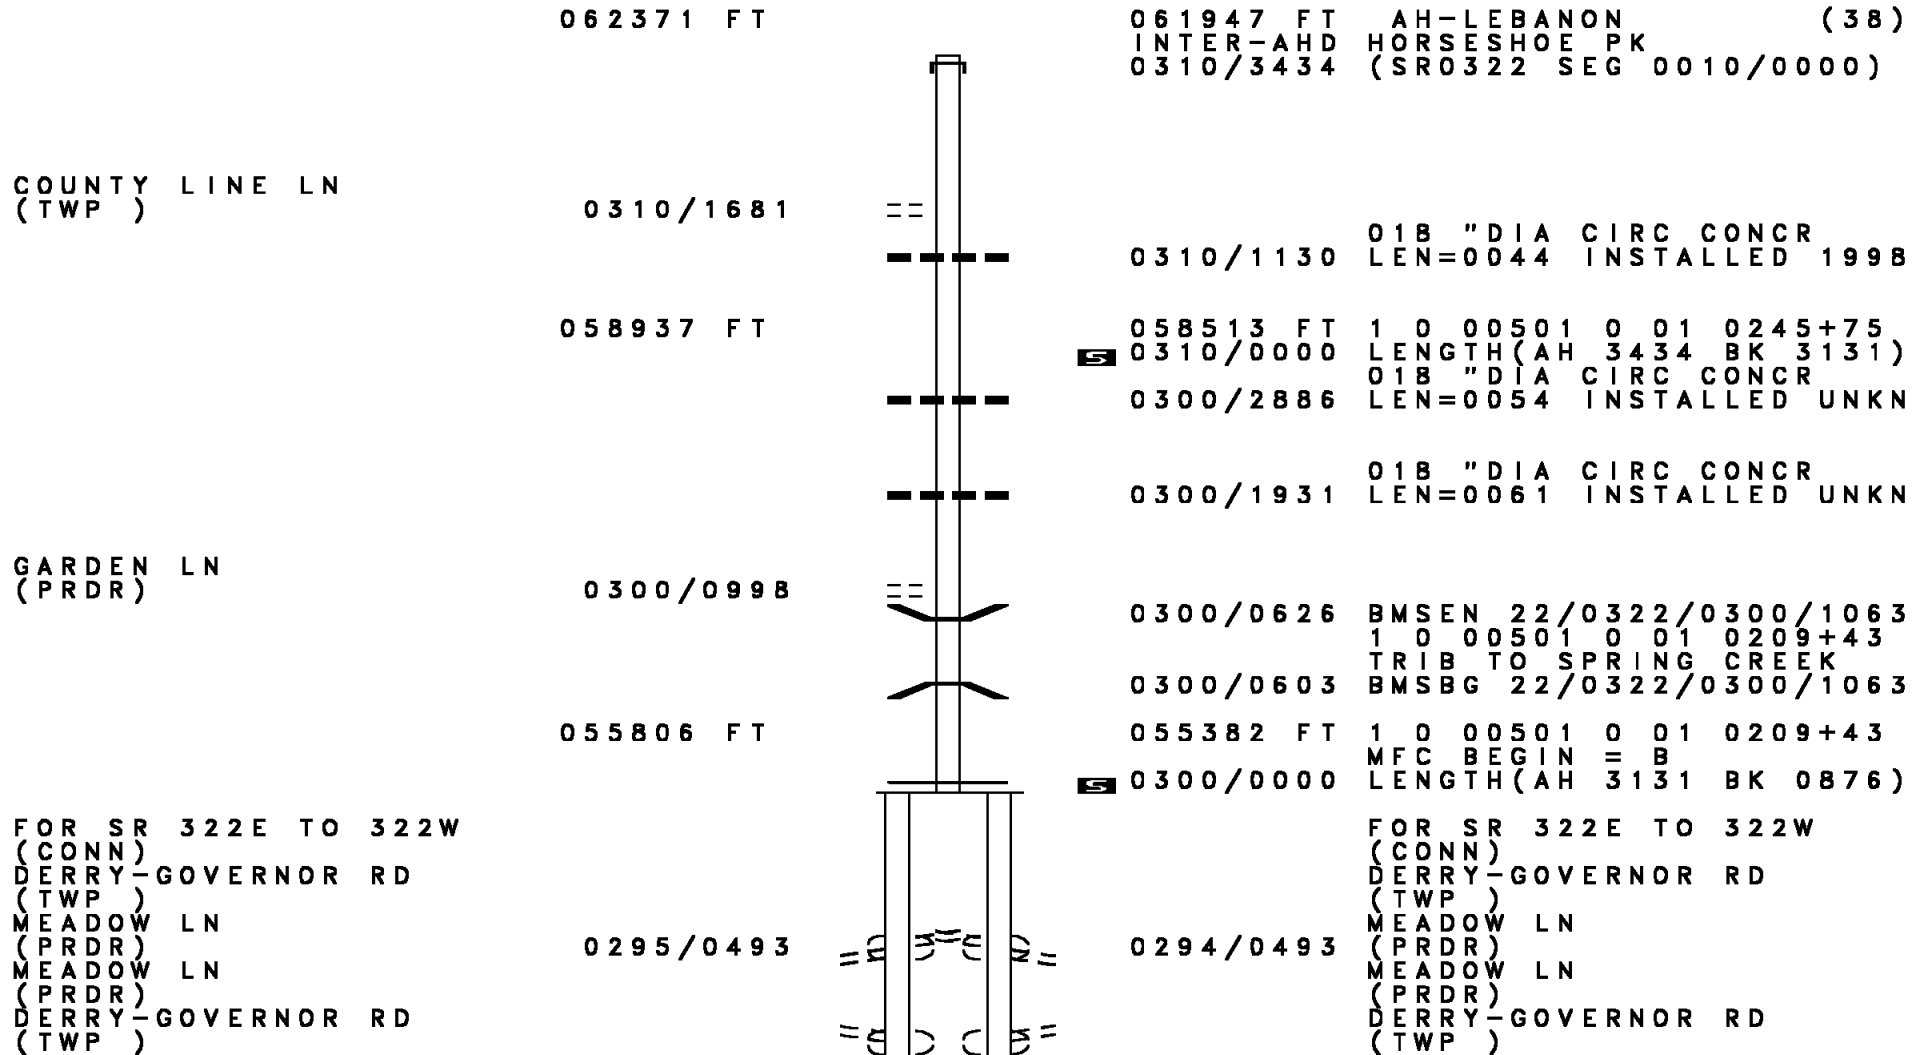 062371 FT 061947 FT AH-LEBANON (38)
INTER-AHD HORSESHOE PK
0310/3434 (SR0322 SEG 0010/0000)
COUNTY LINE LN
(TWP ) 0310/1681
018 "DIA CIRC CONCR
0310/1130 LEN=0044 INSTALLED 1998
058937 FT 058513 FT 1 0 00501 0 01 0245+75
S 0310/0000 LENGTH(AH 3434 BK 3131)
018 "DIA CIRC CONCR
0300/2886 LEN=0054 INSTALLED UNKN
018 "DIA CIRC CONCR
0300/1931 LEN=0061 INSTALLED UNKN
GARDEN LN
(PRDR) 0300/0998
0300/0626 BMSEN 22/0322/0300/1063
1 0 00501 0 01 0209+43
TRIB TO SPRING CREEK
0300/0603 BMSBG 22/0322/0300/1063
055806 FT 055382 FT 1 0 00501 0 01 0209+43
MFC BEGIN = B
S 0300/0000 LENGTH(AH 3131 BK 0876)
FOR SR 322E TO 322W FOR SR 322E TO 322W
(CONN) (CONN)
DERRY-GOVERNOR RD DERRY-GOVERNOR RD
(TWP ) (TWP )
MEADOW LN MEADOW LN
(PRDR) 0295/0493 0294/0493 (PRDR)
MEADOW LN MEADOW LN
(PRDR) (PRDR)
DERRY-GOVERNOR RD DERRY-GOVERNOR RD
(TWP ) (TWP )